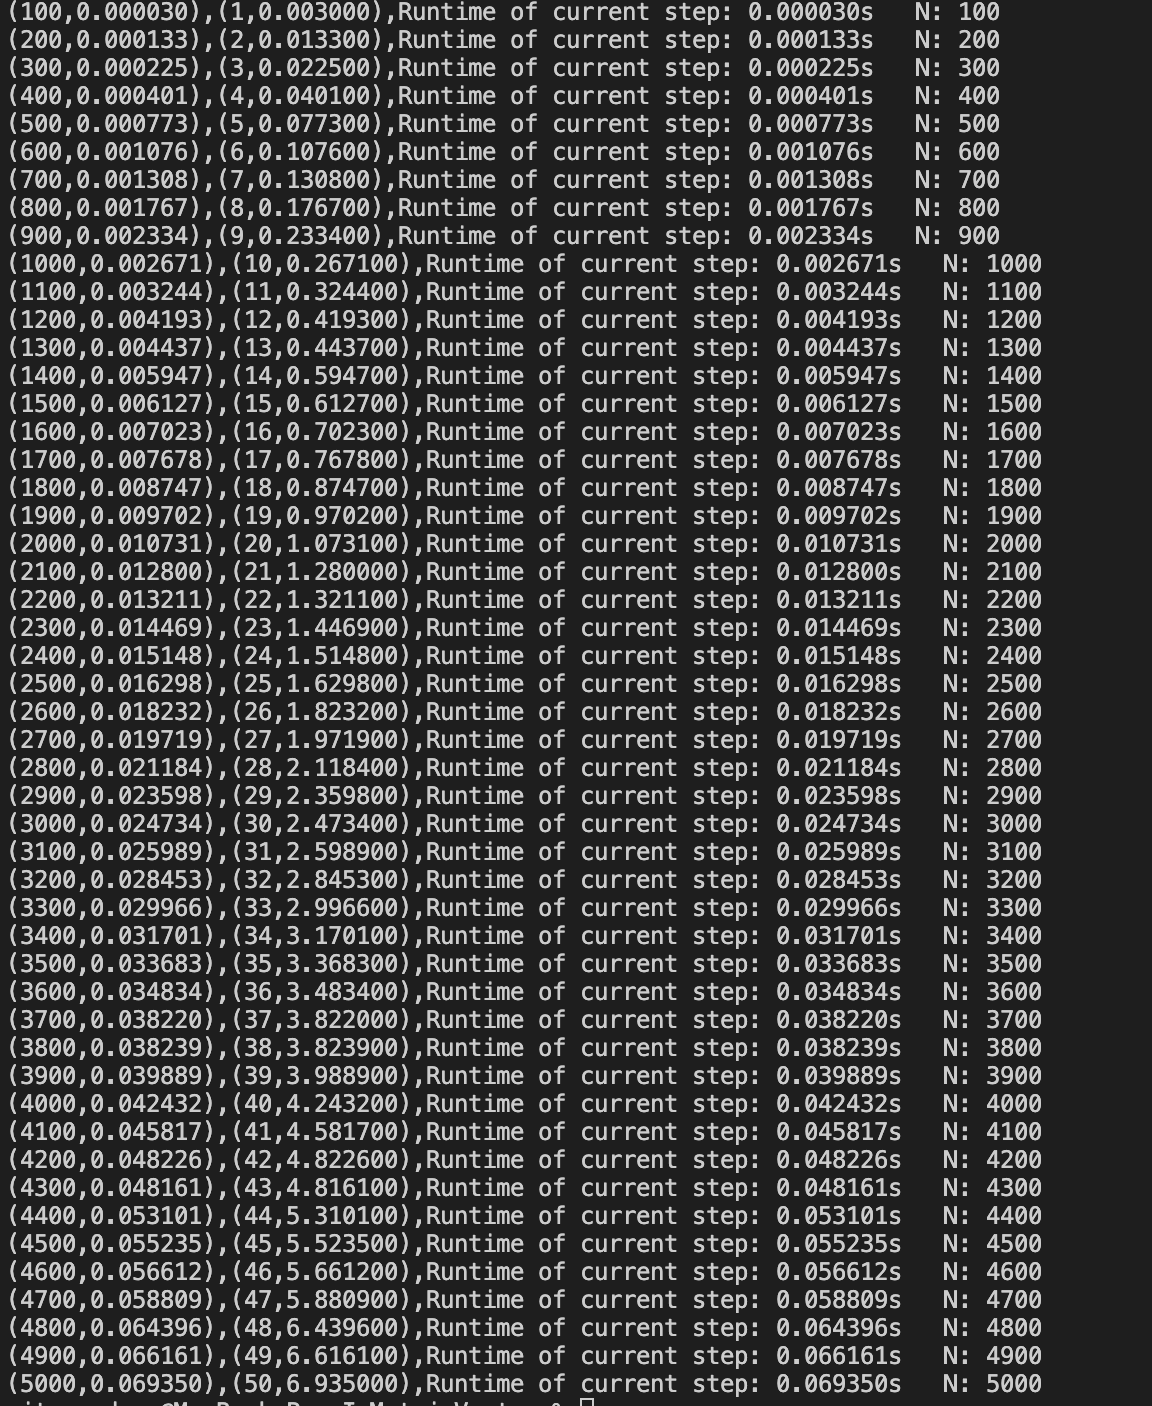 (100,0.000030),(1,0.003000),Runtime of current step: 0.000030s   N: 100
(200,0.000133),(2,0.013300),Runtime of current step: 0.000133s   N: 200
(300,0.000225),(3,0.022500),Runtime of current step: 0.000225s   N: 300
(400,0.000401),(4,0.040100),Runtime of current step: 0.000401s   N: 400
(500,0.000773),(5,0.077300),Runtime of current step: 0.000773s   N: 500
(600,0.001076),(6,0.107600),Runtime of current step: 0.001076s   N: 600
(700,0.001308),(7,0.130800),Runtime of current step: 0.001308s   N: 700
(800,0.001767),(8,0.176700),Runtime of current step: 0.001767s   N: 800
(900,0.002334),(9,0.233400),Runtime of current step: 0.002334s   N: 900
(1000,0.002671),(10,0.267100),Runtime of current step: 0.002671s   N: 1000
(1100,0.003244),(11,0.324400),Runtime of current step: 0.003244s   N: 1100
(1200,0.004193),(12,0.419300),Runtime of current step: 0.004193s   N: 1200
(1300,0.004437),(13,0.443700),Runtime of current step: 0.004437s   N: 1300
(1400,0.005947),(14,0.594700),Runtime of current step: 0.005947s   N: 1400
(1500,0.006127),(15,0.612700),Runtime of current step: 0.006127s   N: 1500
(1600,0.007023),(16,0.702300),Runtime of current step: 0.007023s   N: 1600
(1700,0.007678),(17,0.767800),Runtime of current step: 0.007678s   N: 1700
(1800,0.008747),(18,0.874700),Runtime of current step: 0.008747s   N: 1800
(1900,0.009702),(19,0.970200),Runtime of current step: 0.009702s   N: 1900
(2000,0.010731),(20,1.073100),Runtime of current step: 0.010731s   N: 2000
(2100,0.012800),(21,1.280000),Runtime of current step: 0.012800s   N: 2100
(2200,0.013211),(22,1.321100),Runtime of current step: 0.013211s   N: 2200
(2300,0.014469),(23,1.446900),Runtime of current step: 0.014469s   N: 2300
(2400,0.015148),(24,1.514800),Runtime of current step: 0.015148s   N: 2400
(2500,0.016298),(25,1.629800),Runtime of current step: 0.016298s   N: 2500
(2600,0.018232),(26,1.823200),Runtime of current step: 0.018232s   N: 2600
(2700,0.019719),(27,1.971900),Runtime of current step: 0.019719s   N: 2700
(2800,0.021184),(28,2.118400),Runtime of current step: 0.021184s   N: 2800
(2900,0.023598),(29,2.359800),Runtime of current step: 0.023598s   N: 2900
(3000,0.024734),(30,2.473400),Runtime of current step: 0.024734s   N: 3000
(3100,0.025989),(31,2.598900),Runtime of current step: 0.025989s   N: 3100
(3200,0.028453),(32,2.845300),Runtime of current step: 0.028453s   N: 3200
(3300,0.029966),(33,2.996600),Runtime of current step: 0.029966s   N: 3300
(3400,0.031701),(34,3.170100),Runtime of current step: 0.031701s   N: 3400
(3500,0.033683),(35,3.368300),Runtime of current step: 0.033683s   N: 3500
(3600,0.034834),(36,3.483400),Runtime of current step: 0.034834s   N: 3600
(3700,0.038220),(37,3.822000),Runtime of current step: 0.038220s   N: 3700
(3800,0.038239),(38,3.823900),Runtime of current step: 0.038239s   N: 3800
(3900,0.039889),(39,3.988900),Runtime of current step: 0.039889s   N: 3900
(4000,0.042432),(40,4.243200),Runtime of current step: 0.042432s   N: 4000
(4100,0.045817),(41,4.581700),Runtime of current step: 0.045817s   N: 4100
(4200,0.048226),(42,4.822600),Runtime of current step: 0.048226s   N: 4200
(4300,0.048161),(43,4.816100),Runtime of current step: 0.048161s   N: 4300
(4400,0.053101),(44,5.310100),Runtime of current step: 0.053101s   N: 4400
(4500,0.055235),(45,5.523500),Runtime of current step: 0.055235s   N: 4500
(4600,0.056612),(46,5.661200),Runtime of current step: 0.056612s   N: 4600
(4700,0.058809),(47,5.880900),Runtime of current step: 0.058809s   N: 4700
(4800,0.064396),(48,6.439600),Runtime of current step: 0.064396s   N: 4800
(4900,0.066161),(49,6.616100),Runtime of current step: 0.066161s   N: 4900
(5000,0.069350),(50,6.935000),Runtime of current step: 0.069350s   N: 5000